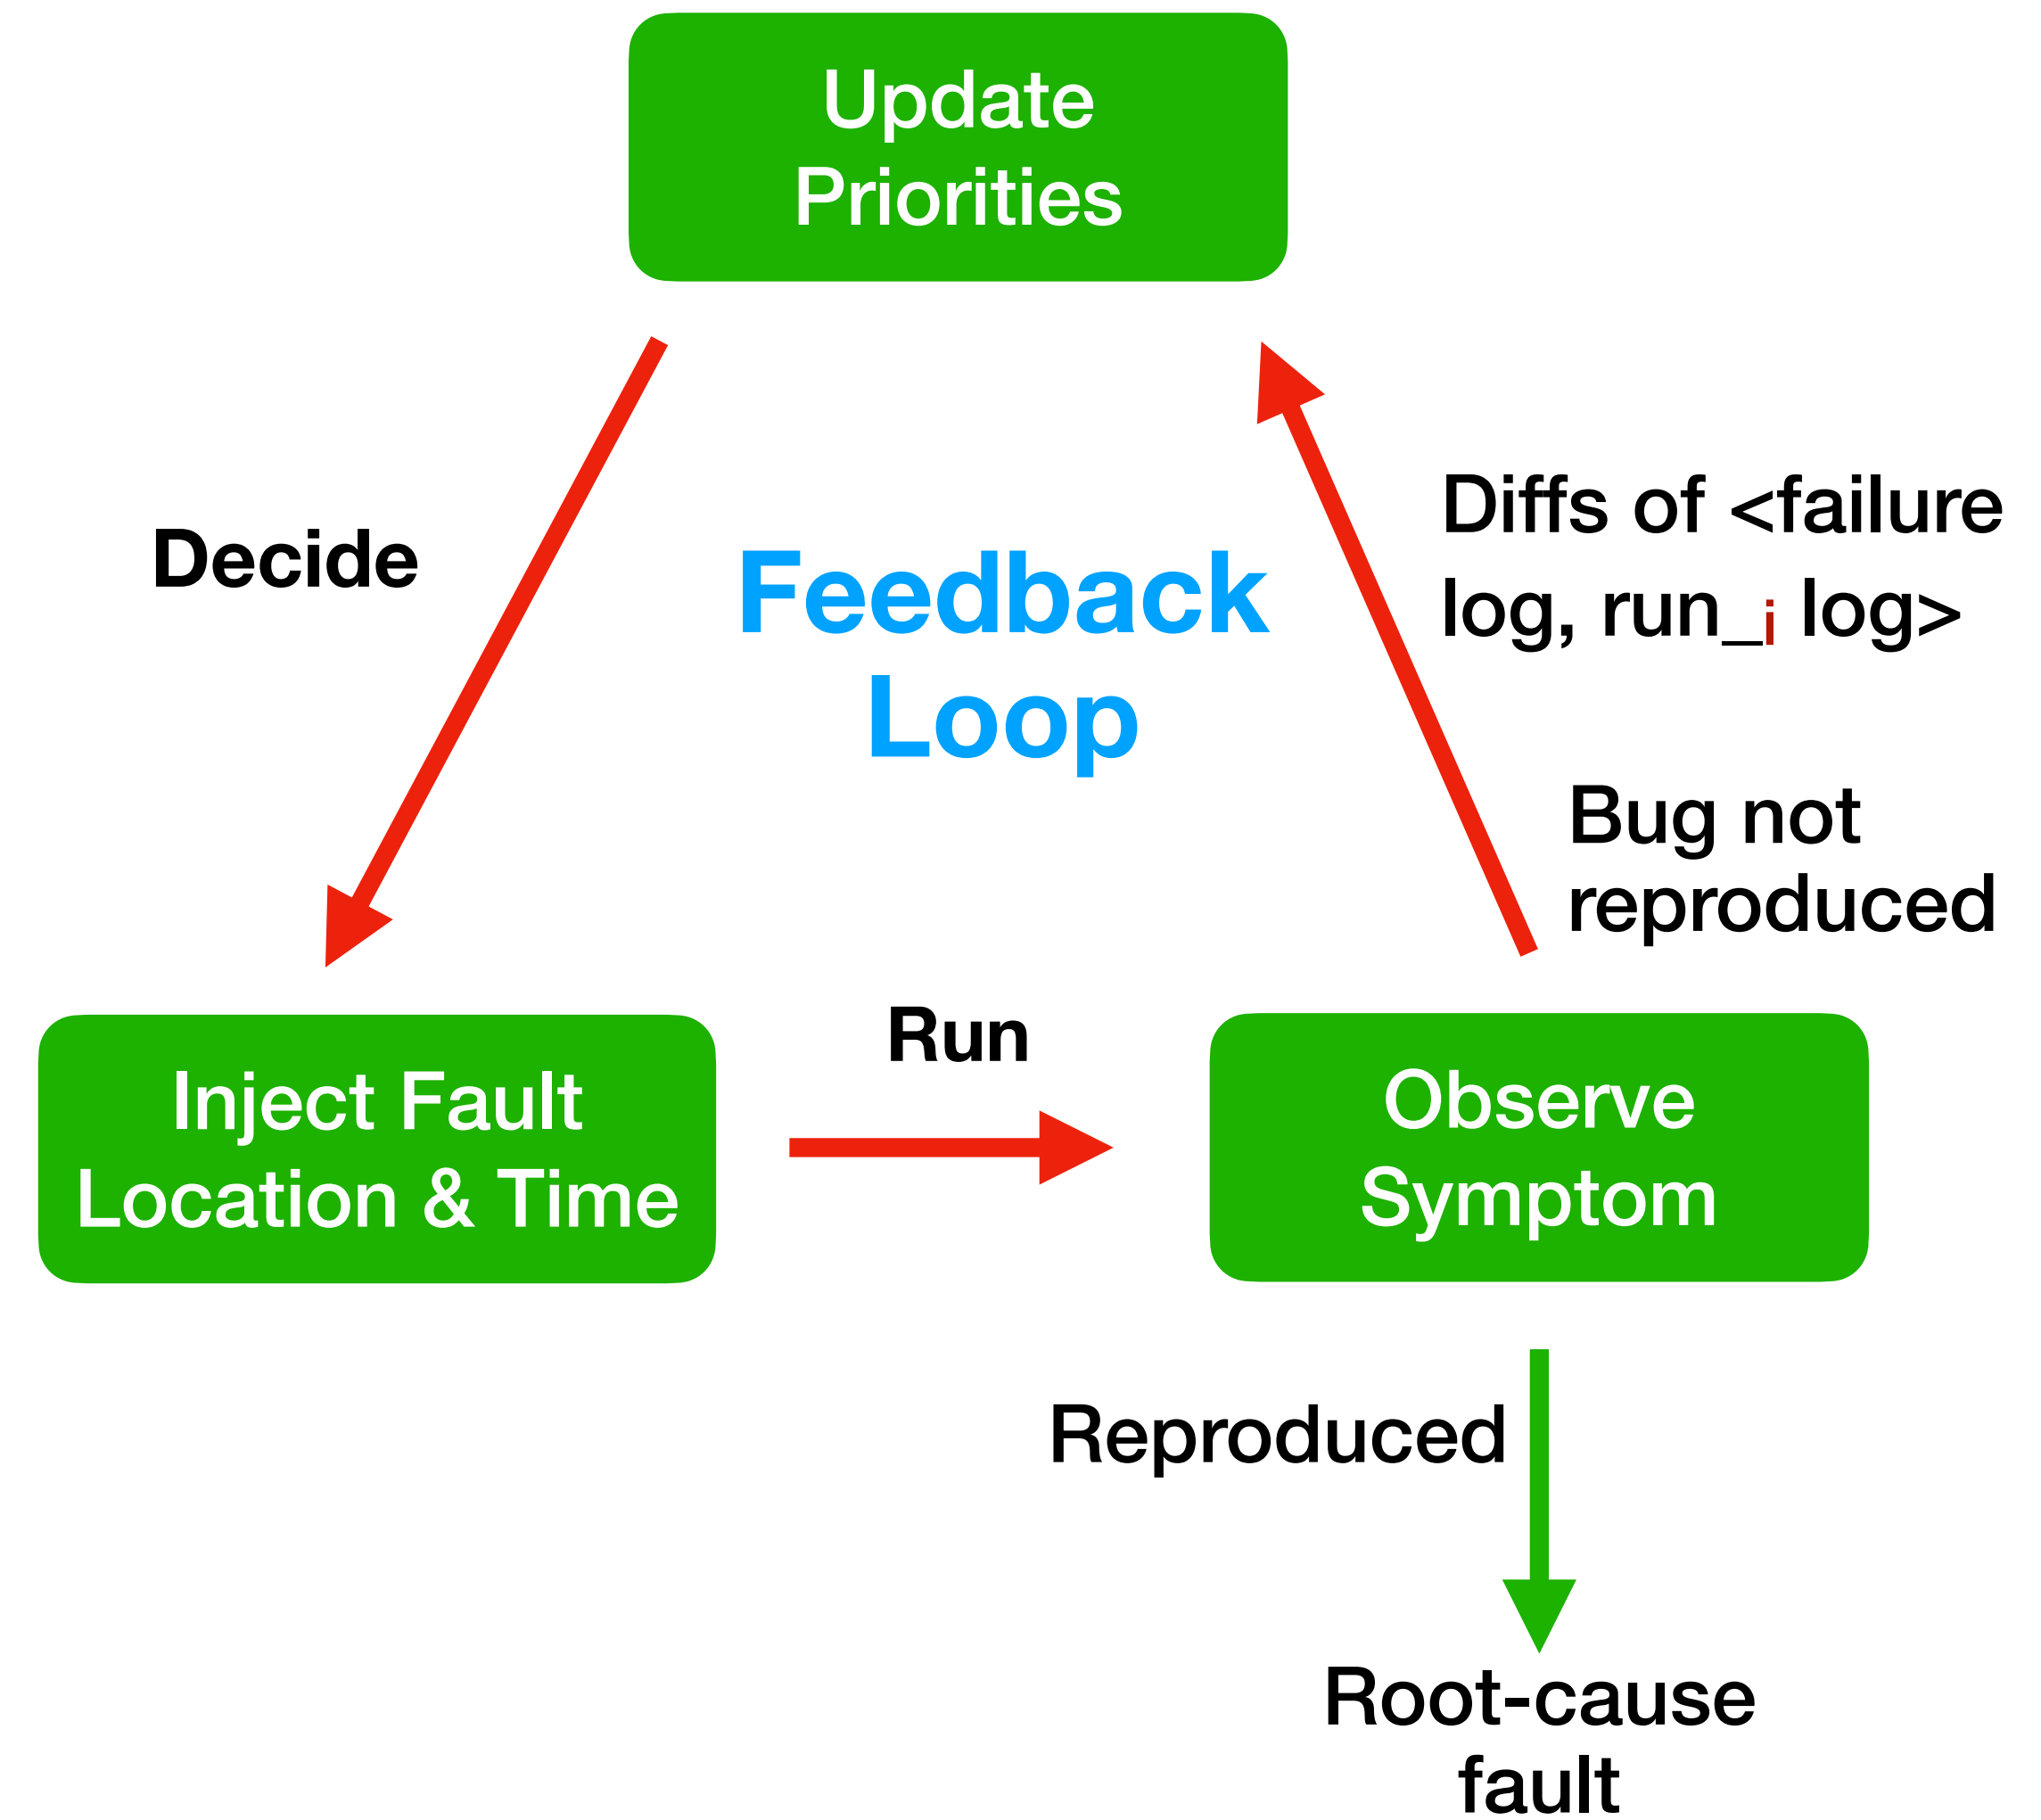 Update
Priorities
Decide
Feedback
Loop
Diffs of <failure
log, run_i log>
Bug not
reproduced
Inject Fault
Location & Time
Run
Observe
Symptom
Reproduced
Root-cause
fault